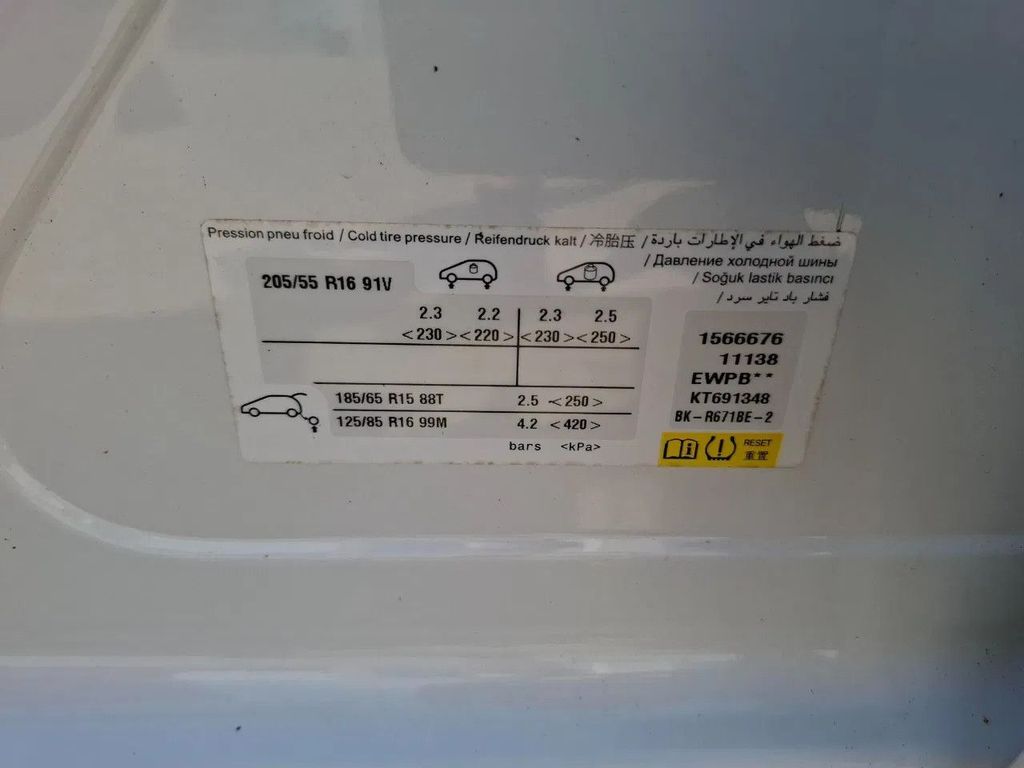 Pression pneu froid / Cold tire pressure / Reifendruck kalt / 冷胎压 / ضغط الهواء في الإطارات باردة
/ Давление холодной шины
/ Soğuk lastik basıncı
/ فشار باد تایر سرد
205/55 R16 91V
2.3 2.2 2.3 2.5
<230> <220> <230> <250>
185/65 R15 88T 2.5 <250>
125/85 R16 99M 4.2 <420>
bars <kPa>
1566676
11138
EWPB**
KT691348
BK-R671BE-2
RESET
重置